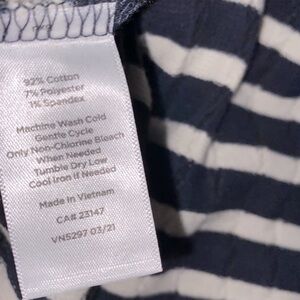 92% Cotton
7% Polyester
1% Spandex
Machine Wash Cold
Gentle Cycle
Only Non-Chlorine Bleach
When Needed
Tumble Dry Low
Cool Iron if Needed
Made in Vietnam
CA# 23147
VN5297 03/21